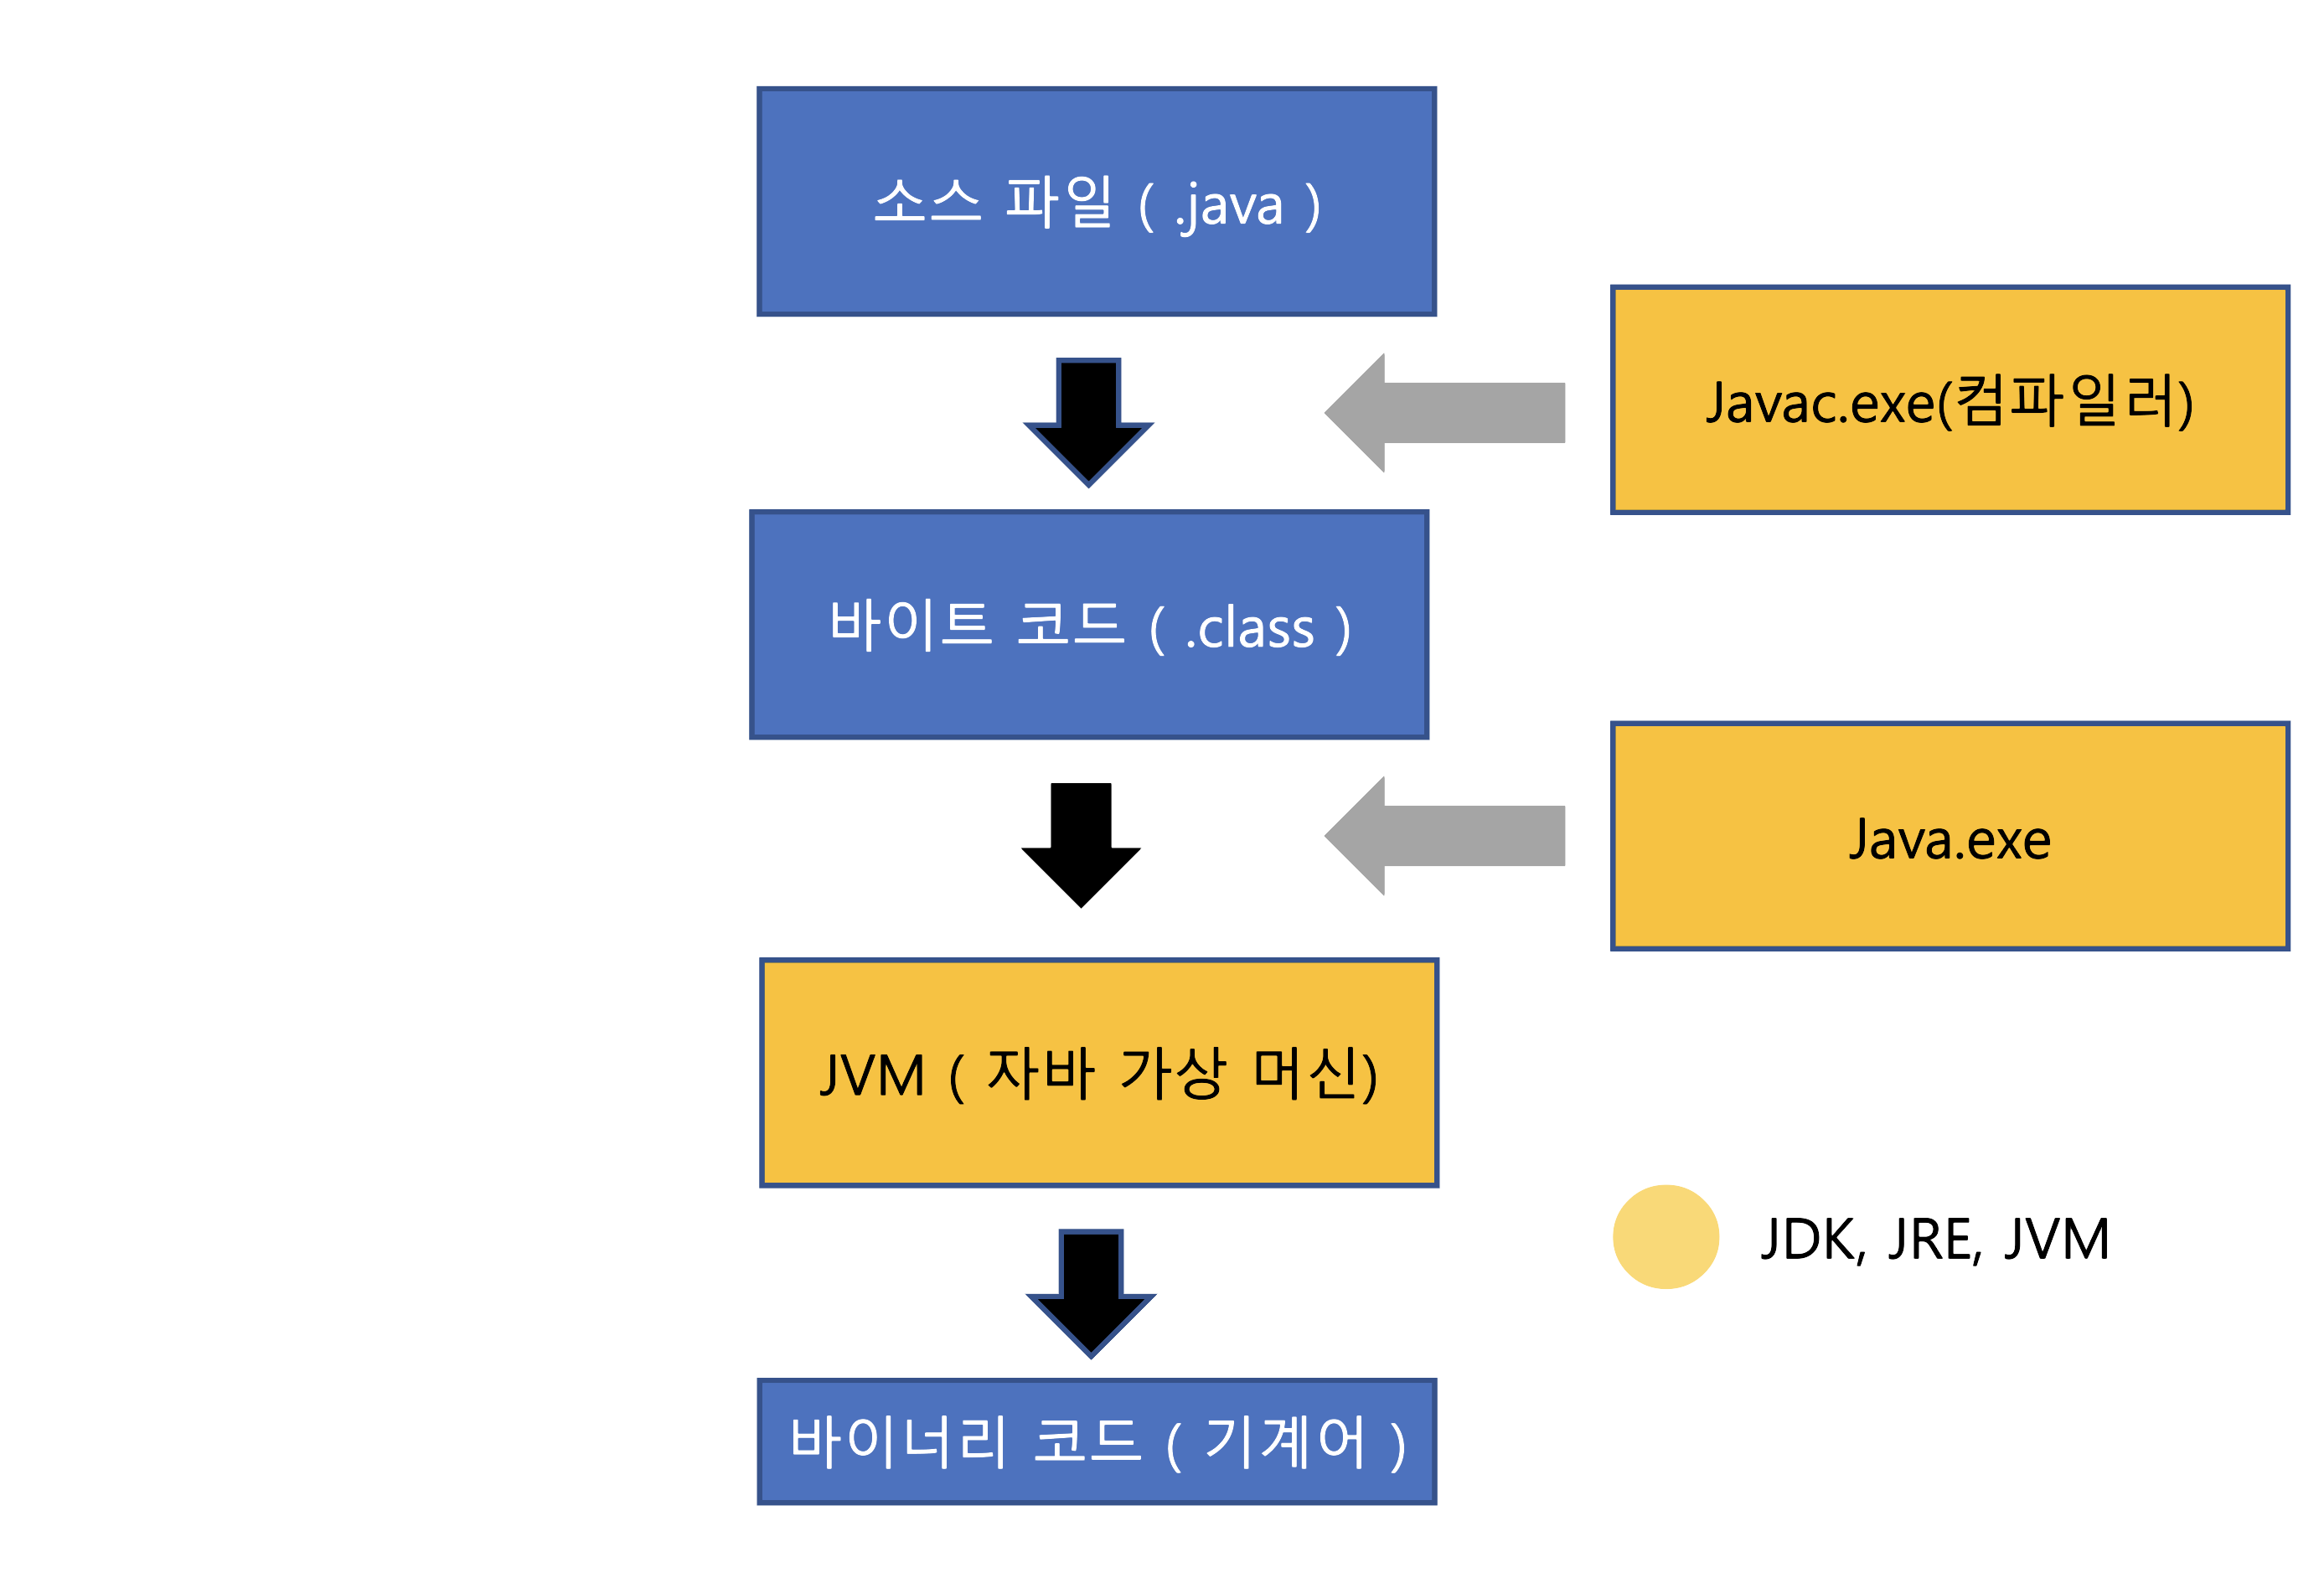 소스 파일 ( .java )
Javac.exe(컴파일러)
바이트 코드 ( .class )
Java.exe
JVM ( 자바 가상 머신)
JDK, JRE, JVM
바이너리 코드 ( 기계어 )